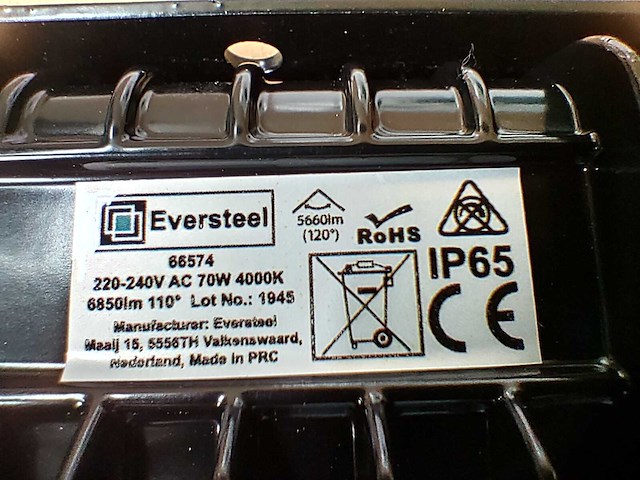 Eversteel
66574
220-240V AC 70W 4000K
6850lm 110° Lot No.: 1945
Manufacturer: Eversteel
Maaij 15, 5556TH Valkenswaard,
Nederland, Made in PRC
5660lm
(120°)
RoHS
IP65
CE